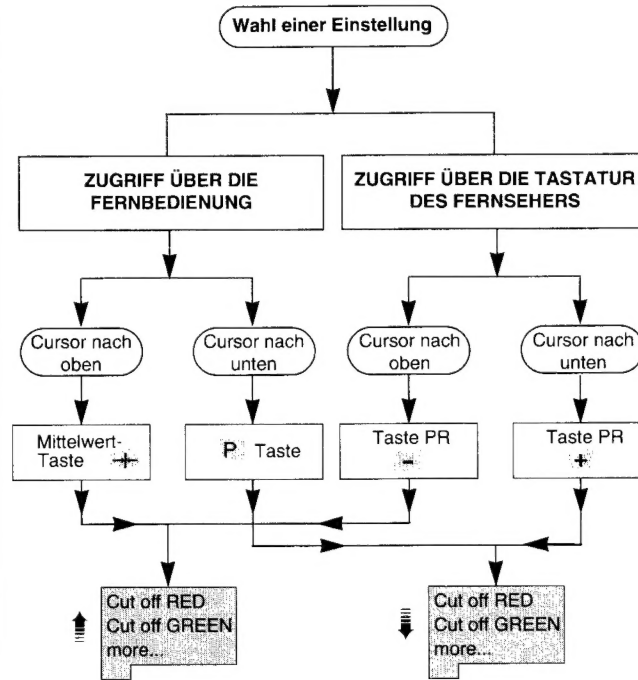 Wahl einer Einstellung
ZUGRIFF ÜBER DIE
FERNBEDIENUNG
ZUGRIFF ÜBER DIE TASTATUR
DES FERNSEHERS
Cursor nach
oben
Cursor nach
unten
Cursor nach
oben
Cursor nach
unten
Mittelwert-
Taste
P Taste
Taste PR
-
Taste PR
+
Cut off RED
Cut off GREEN
more...
Cut off RED
Cut off GREEN
more...